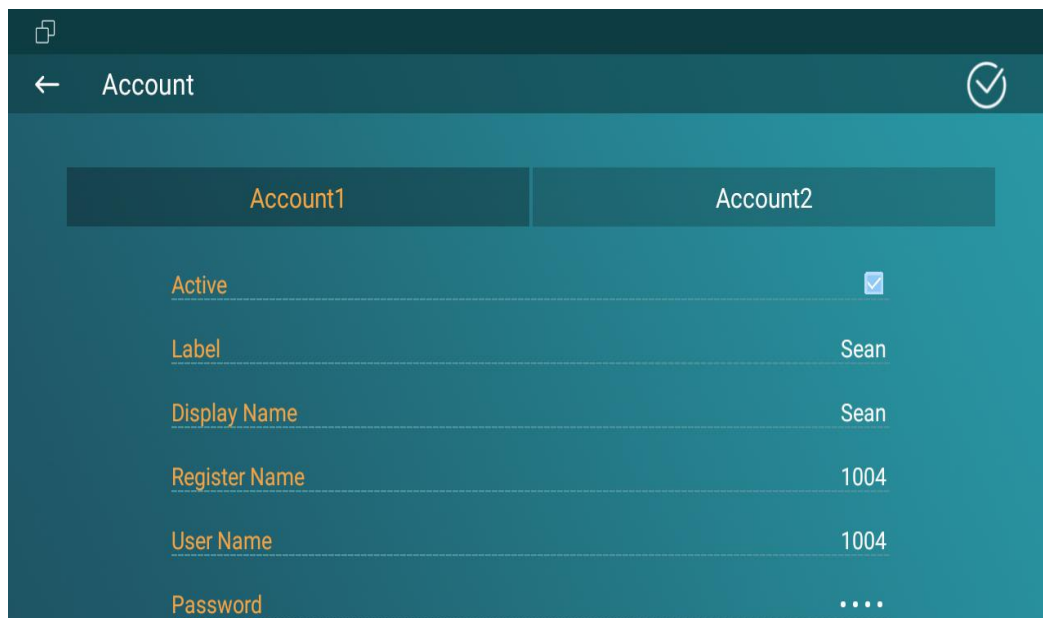 Account
Account1 Account2
Active
Label Sean
Display Name Sean
Register Name 1004
User Name 1004
Password ••••